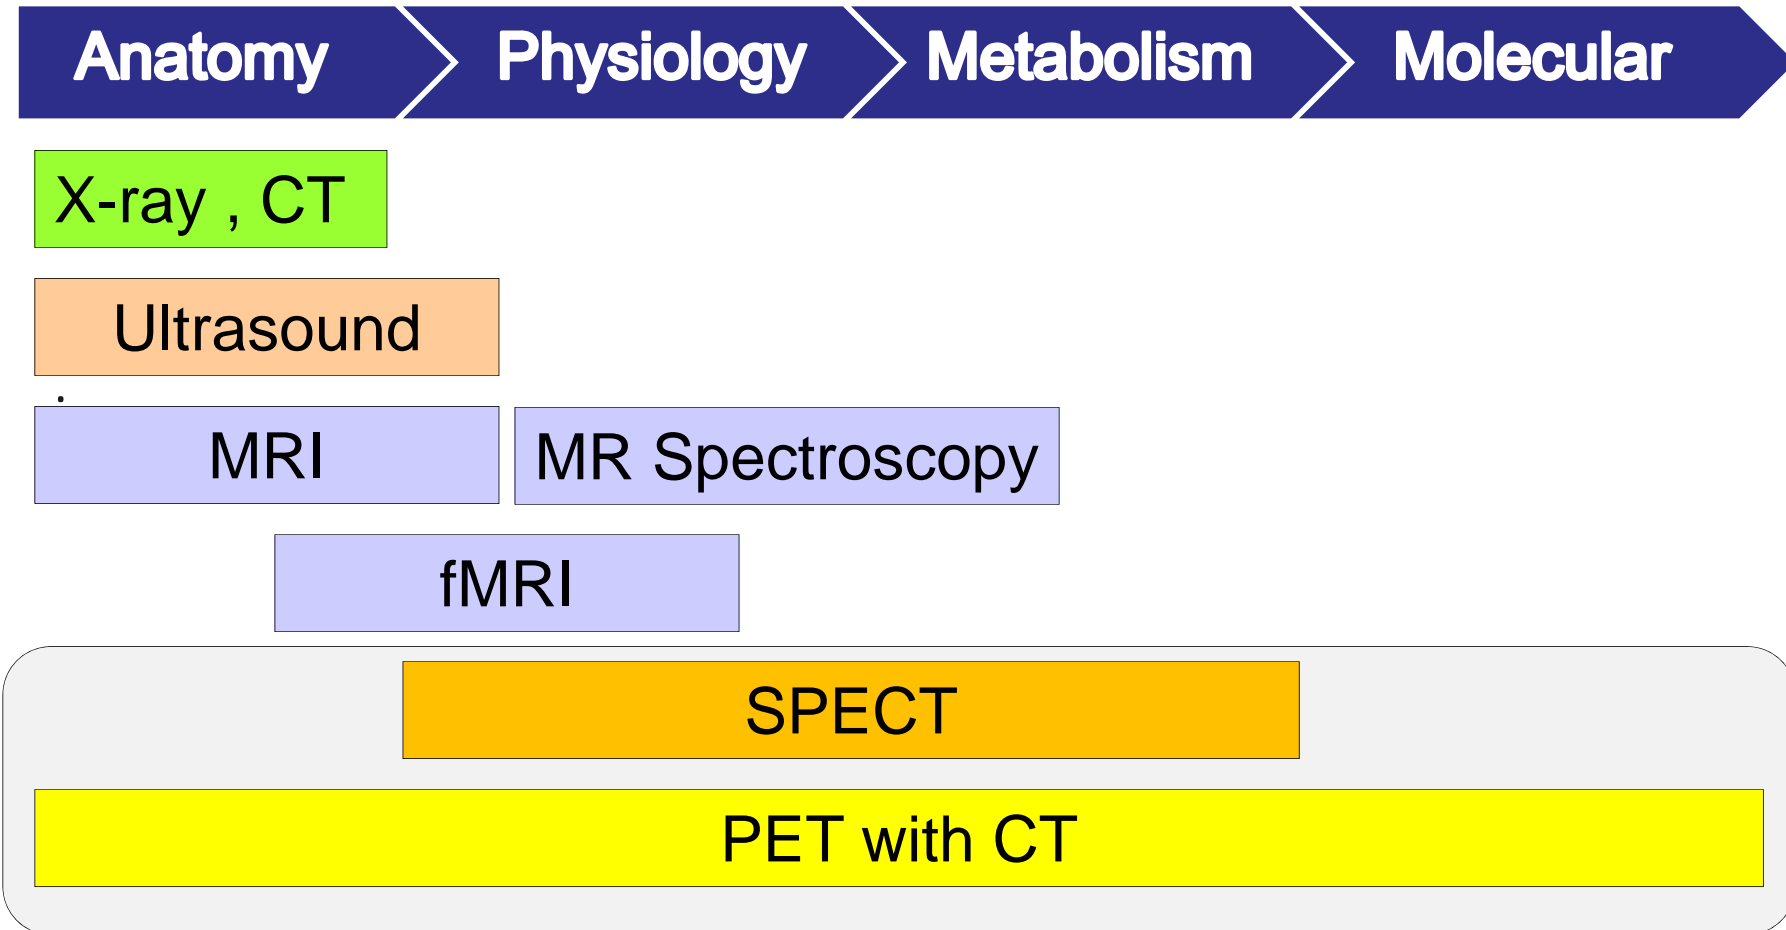 Anatomy Physiology Metabolism Molecular
X-ray , CT
Ultrasound
.
MRI MR Spectroscopy
fMRI
SPECT
PET with CT